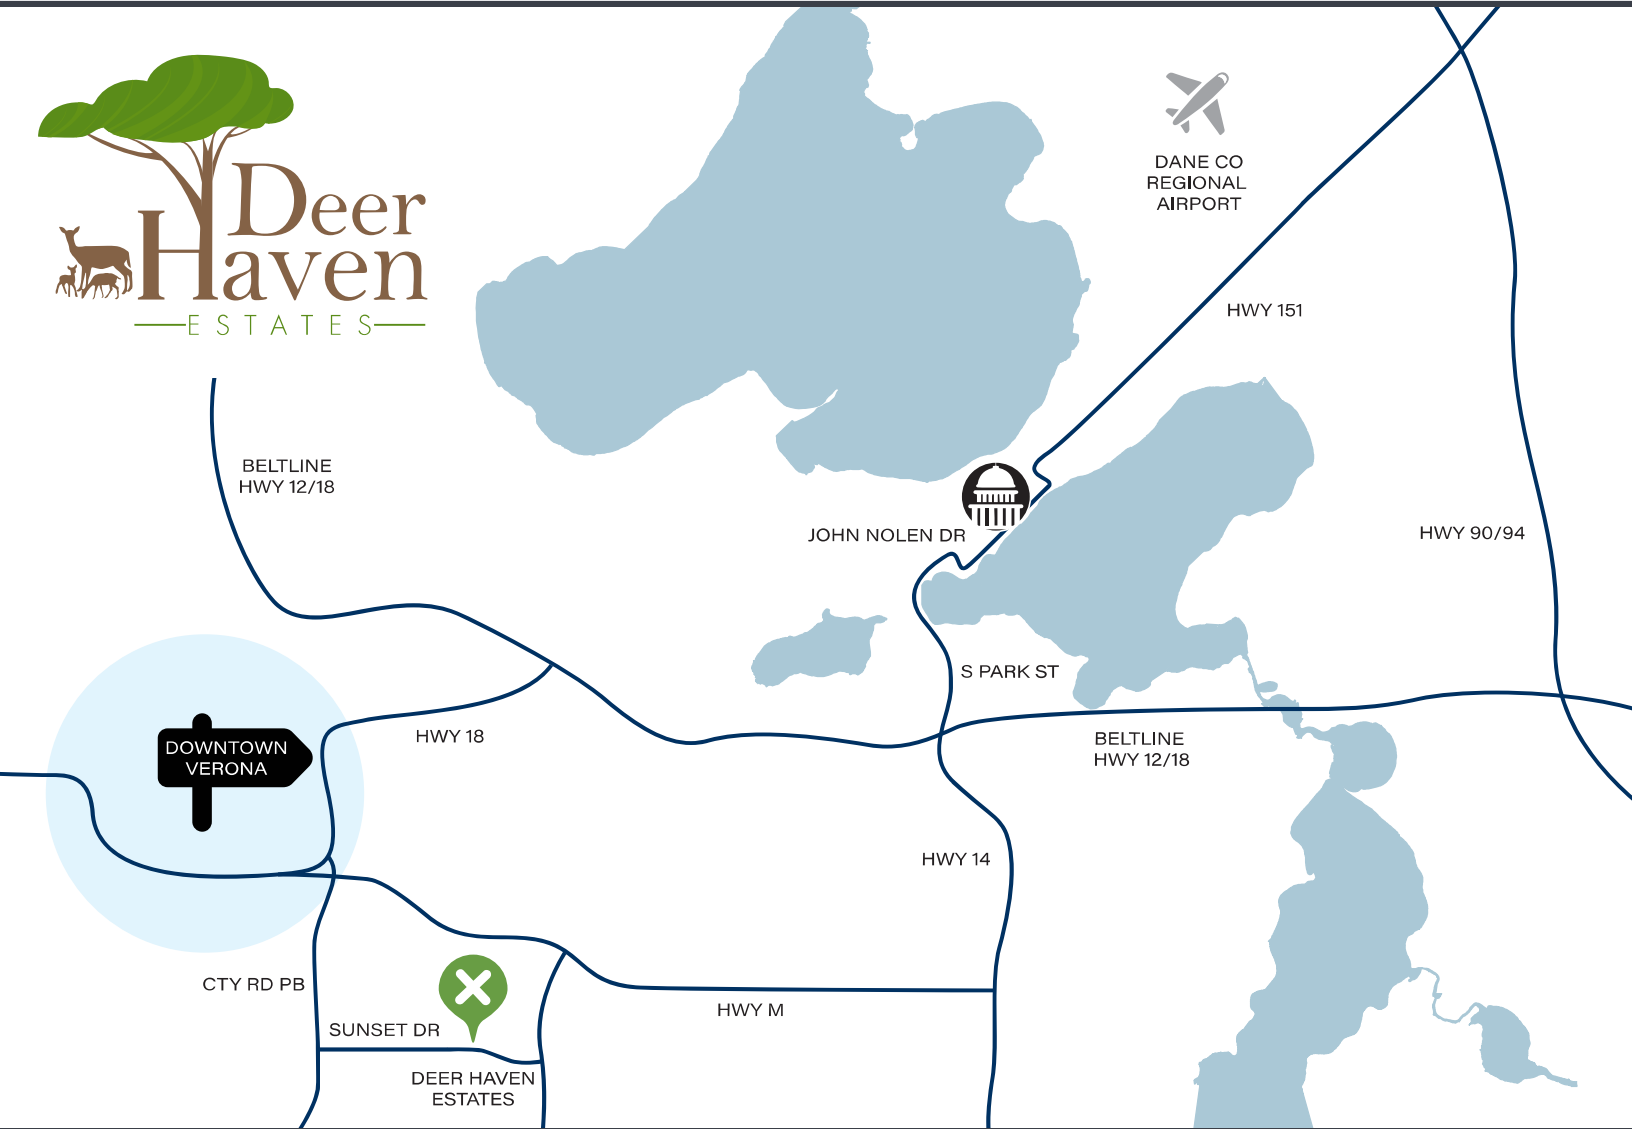 Deer
Haven
ESTATES
DANE CO
REGIONAL
AIRPORT
HWY 151
BELTLINE
HWY 12/18
JOHN NOLEN DR
HWY 90/94
S PARK ST
HWY 18
DOWNTOWN
VERONA
BELTLINE
HWY 12/18
HWY 14
CTY RD PB
HWY M
SUNSET DR
DEER HAVEN
ESTATES